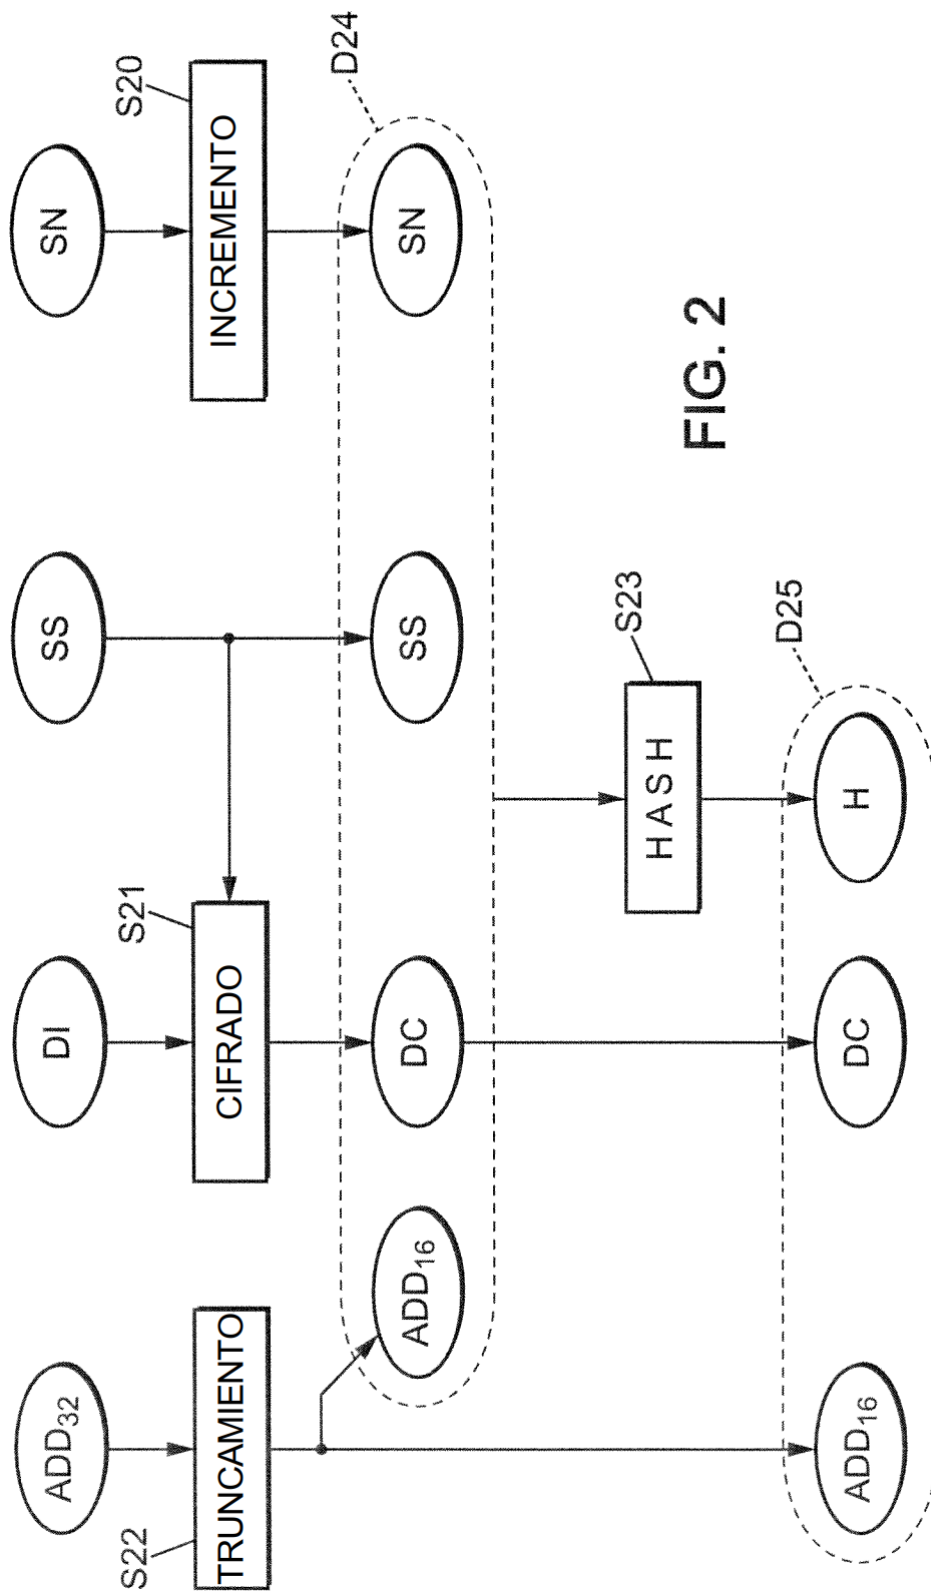 ADD32
DI
SS
SN
S22
S21
S20
TRUNCAMIENTO
CIFRADO
INCREMENTO
D24
ADD16
DC
SS
SN
S23
HASH
D25
ADD16
DC
H
FIG. 2